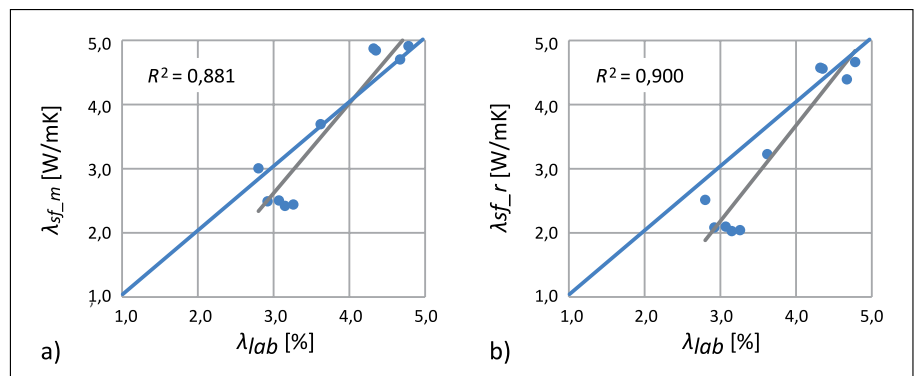 5,0
R² = 0,881
4,0
3,0
2,0
1,0
λsf_m [W/mK]
1,0 2,0 3,0 4,0 5,0
a) λlab [%]
5,0
R² = 0,900
4,0
3,0
2,0
1,0
λsf_r [W/mK]
1,0 2,0 3,0 4,0 5,0
b) λlab [%]